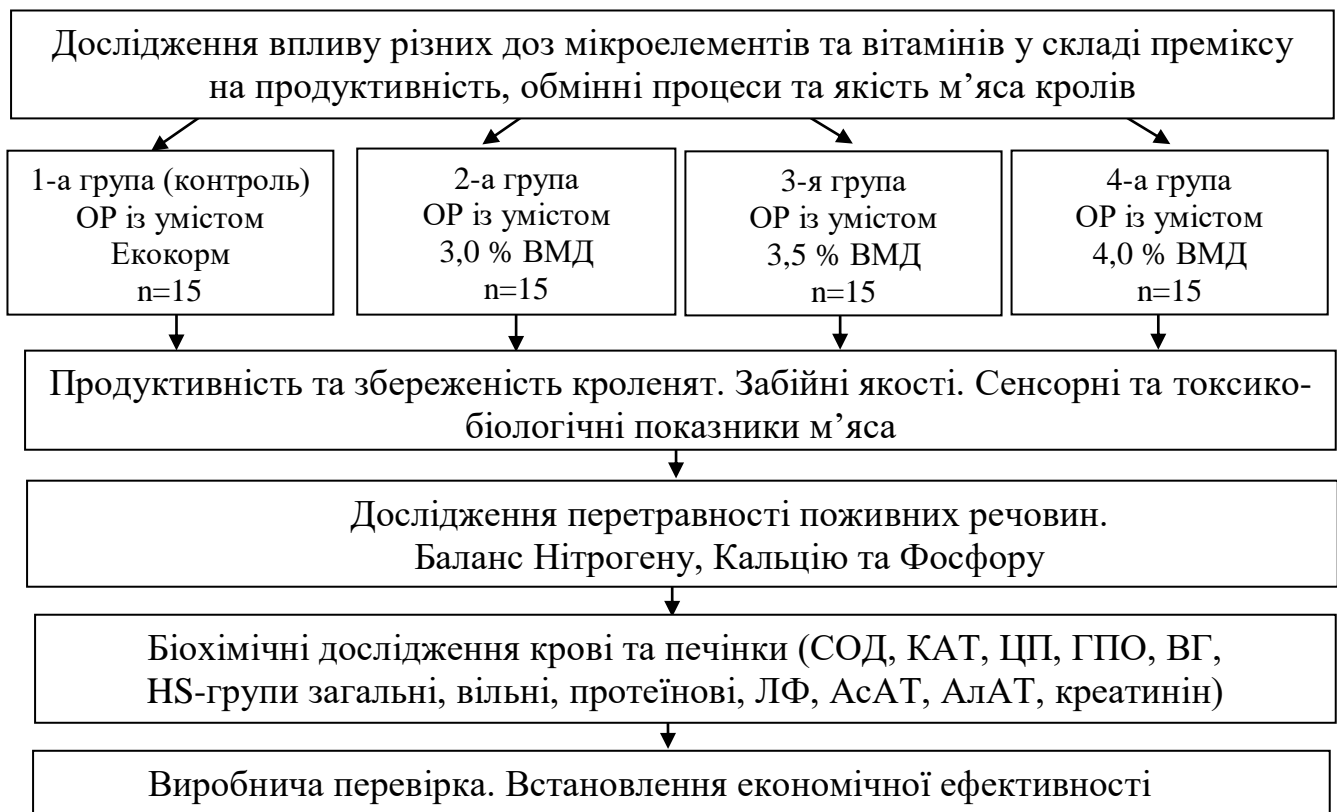 Дослідження впливу різних доз мікроелементів та вітамінів у складі преміксу
на продуктивність, обмінні процеси та якість м’яса кролів
1-а група (контроль)
ОР із умістом
Екокорм
n=15
2-а група
ОР із умістом
3,0 % ВМД
n=15
3-я група
ОР із умістом
3,5 % ВМД
n=15
4-а група
ОР із умістом
4,0 % ВМД
n=15
Продуктивність та збереженість кроленят. Забійні якості. Сенсорні та токсико-
біологічні показники м’яса
Дослідження перетравності поживних речовин.
Баланс Нітрогену, Кальцію та Фосфору
Біохімічні дослідження крові та печінки (СОД, КАТ, ЦП, ГПО, ВГ,
HS-групи загальні, вільні, протеїнові, ЛФ, АсАТ, АлАТ, креатинін)
Виробнича перевірка. Встановлення економічної ефективності